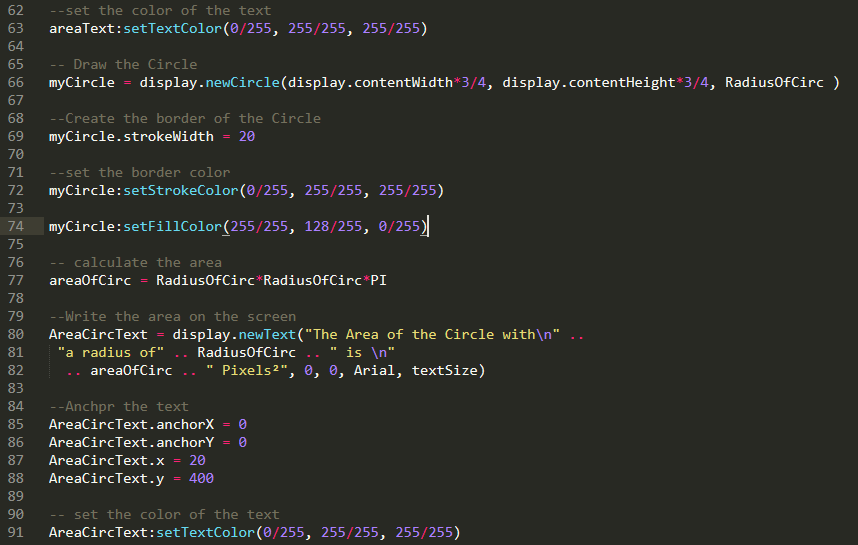 62 --set the color of the text
63 areaText:setTextColor(0/255, 255/255, 255/255)
64
65 -- Draw the Circle
66 myCircle = display.newCircle(display.contentWidth*3/4, display.contentHeight*3/4, RadiusOfCirc )
67
68 --Create the border of the Circle
69 myCircle.strokeWidth = 20
70
71 --set the border color
72 myCircle:setStrokeColor(0/255, 255/255, 255/255)
73
74 myCircle:setFillColor(255/255, 128/255, 0/255)
75
76 -- calculate the area
77 areaOfCirc = RadiusOfCirc*RadiusOfCirc*PI
78
79 --Write the area on the screen
80 AreaCircText = display.newText("The Area of the Circle with\n" ..
81 "a radius of" .. RadiusOfCirc .. " is \n"
82 .. areaOfCirc .. " Pixels²", 0, 0, Arial, textSize)
83
84 --Anchpr the text
85 AreaCircText.anchorX = 0
86 AreaCircText.anchorY = 0
87 AreaCircText.x = 20
88 AreaCircText.y = 400
89
90 -- set the color of the text
91 AreaCircText:setTextColor(0/255, 255/255, 255/255)